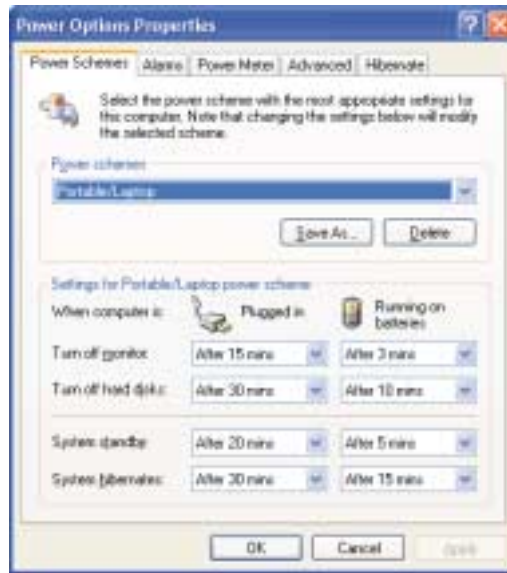 Power Options Properties
Power Schemes Alarms Power Meter Advanced Hibernate
Select the power scheme with the most appropriate settings for
this computer. Note that changing the settings below will modify
the selected scheme.
Power schemes
Portable/Laptop
Save As... Delete
Settings for Portable/Laptop power scheme
When computer is: Plugged in Running on
batteries
Turn off monitor: After 15 mins After 3 mins
Turn off hard disks: After 30 mins After 10 mins
System standby: After 20 mins After 5 mins
System hibernates: After 30 mins After 15 mins
OK Cancel Apply